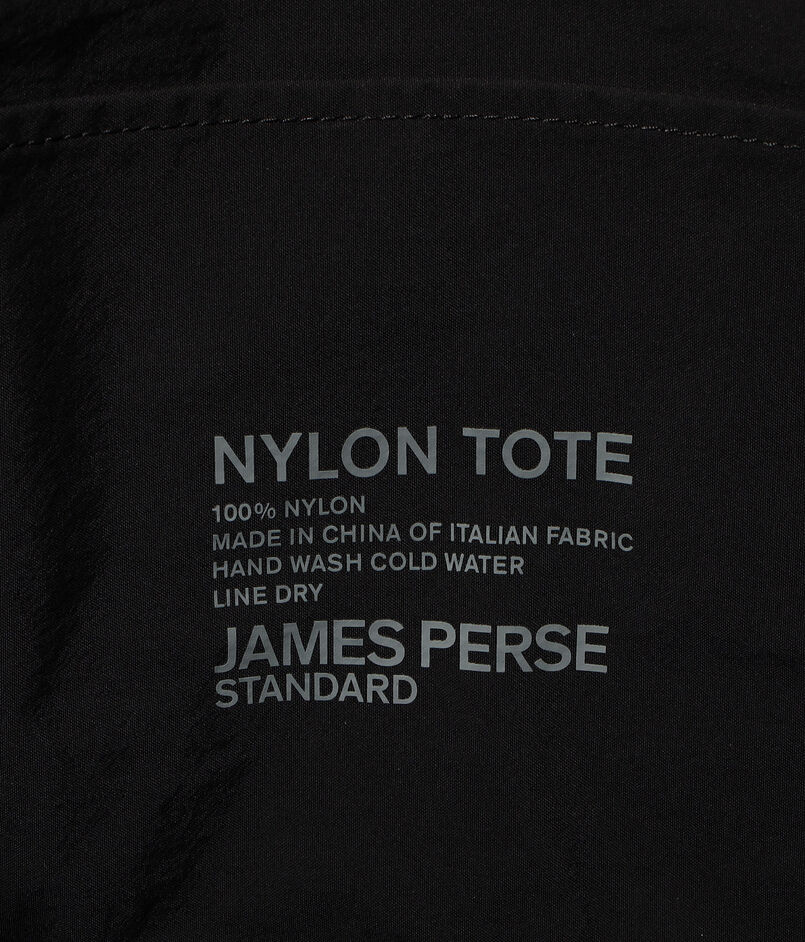 NYLON TOTE
100% NYLON
MADE IN CHINA OF ITALIAN FABRIC
HAND WASH COLD WATER
LINE DRY
JAMES PERSE
STANDARD